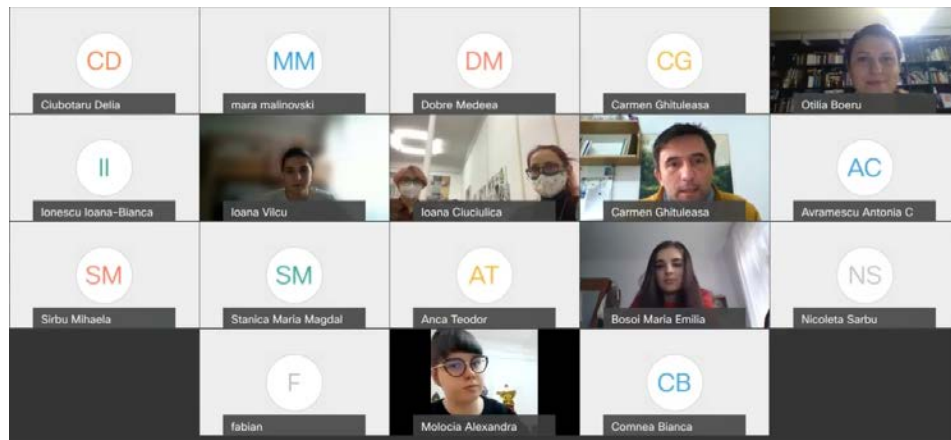 CD
MM
DM
CG
Ciubotaru Delia
mara malinovski
Dobre Medeea
Carmen Ghituleasa
Otilia Boeru
II
AC
Ionescu Ioana-Bianca
Ioana Vilcu
Ioana Ciuciulica
Carmen Ghituleasa
Avramescu Antonia C
SM
SM
AT
NS
Sirbu Mihaela
Stanica Maria Magdal
Anca Teodor
Bosoi Maria Emilia
Nicoleta Sarbu
F
CB
fabian
Molocia Alexandra
Comnea Bianca